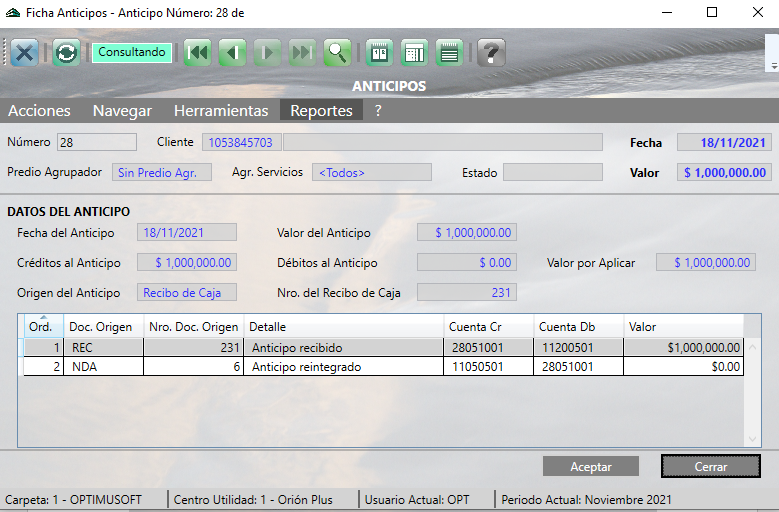 Ficha Anticipos - Anticipo Número: 28 de
Consultando
?
ANTICIPOS
Acciones Navegar Herramientas Reportes ?
Número 28 Cliente 1053845703 Fecha 18/11/2021
Predio Agrupador Sin Predio Agr. Agr. Servicios <Todos> Estado Valor $ 1,000,000.00
DATOS DEL ANTICIPO
Fecha del Anticipo 18/11/2021 Valor del Anticipo $ 1,000,000.00
Créditos al Anticipo $ 1,000,000.00 Débitos al Anticipo $ 0.00 Valor por Aplicar $ 1,000,000.00
Origen del Anticipo Recibo de Caja Nro. del Recibo de Caja 231
Ord. Doc. Origen Nro. Doc. Origen Detalle Cuenta Cr Cuenta Db Valor
1 REC 231 Anticipo recibido 28051001 11200501 $1,000,000.00
2 NDA 6 Anticipo reintegrado 11050501 28051001 $0.00
Aceptar Cerrar
Carpeta: 1 - OPTIMUSOFT Centro Utilidad: 1 - Orión Plus Usuario Actual: OPT Periodo Actual: Noviembre 2021